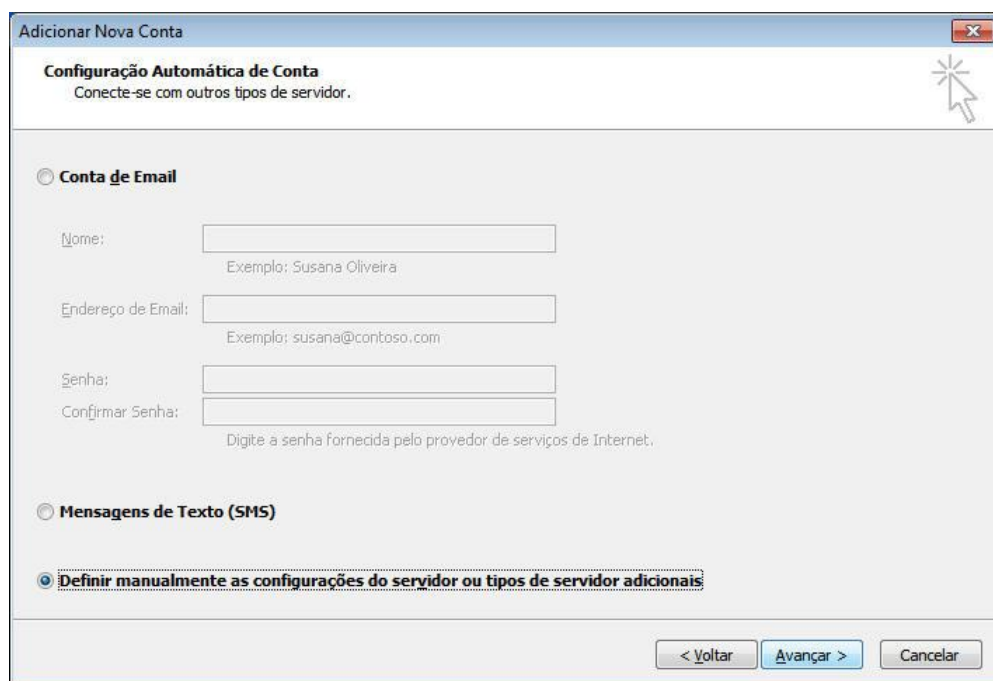 Adicionar Nova Conta
Configuração Automática de Conta
Conecte-se com outros tipos de servidor.
Conta de Email
Nome:
Exemplo: Susana Oliveira
Endereço de Email:
Exemplo: susana@contoso.com
Senha:
Confirmar Senha:
Digite a senha fornecida pelo provedor de serviços de Internet.
Mensagens de Texto (SMS)
Definir manualmente as configurações do servidor ou tipos de servidor adicionais
< Voltar Avançar > Cancelar